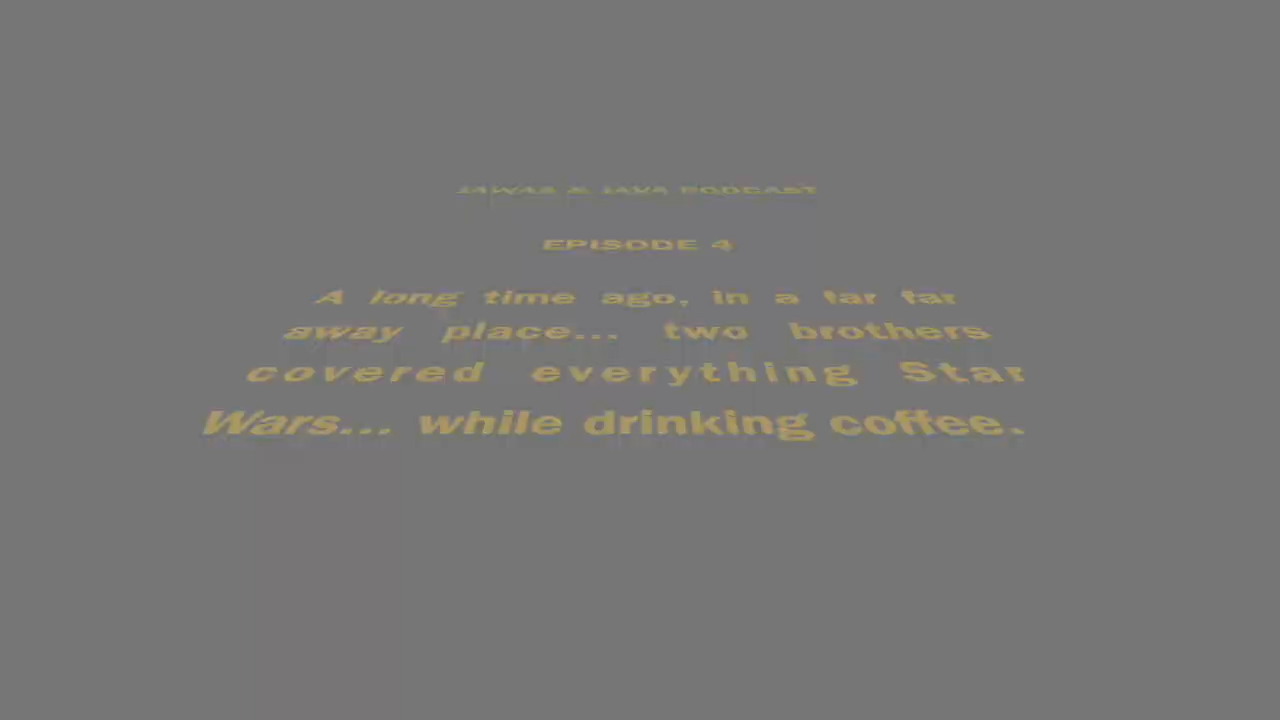 JAWAS & JAVA PODCAST
EPISODE 4
A long time ago, in a far far
away place... two brothers
covered everything Star
Wars... while drinking coffee.